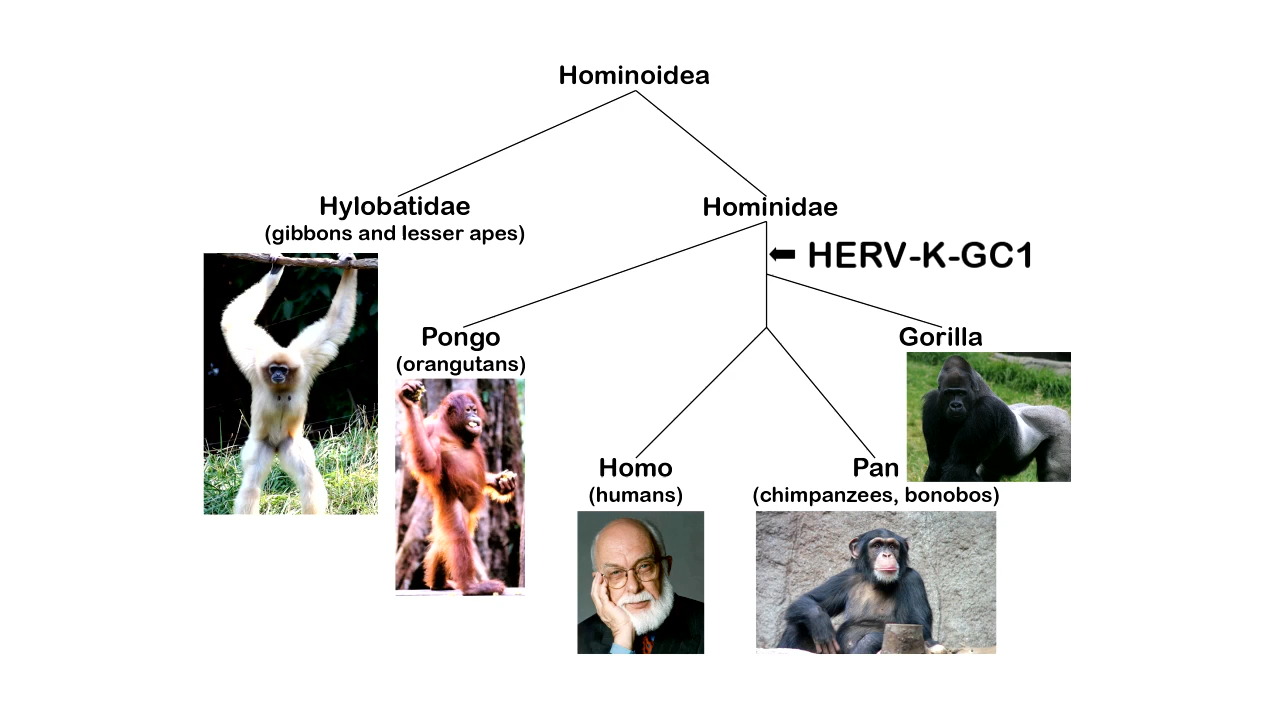 Hominoidea
Hylobatidae
(gibbons and lesser apes)
Hominidae
HERV-K-GC1
Pongo
(orangutans)
Gorilla
Homo
(humans)
Pan
(chimpanzees, bonobos)